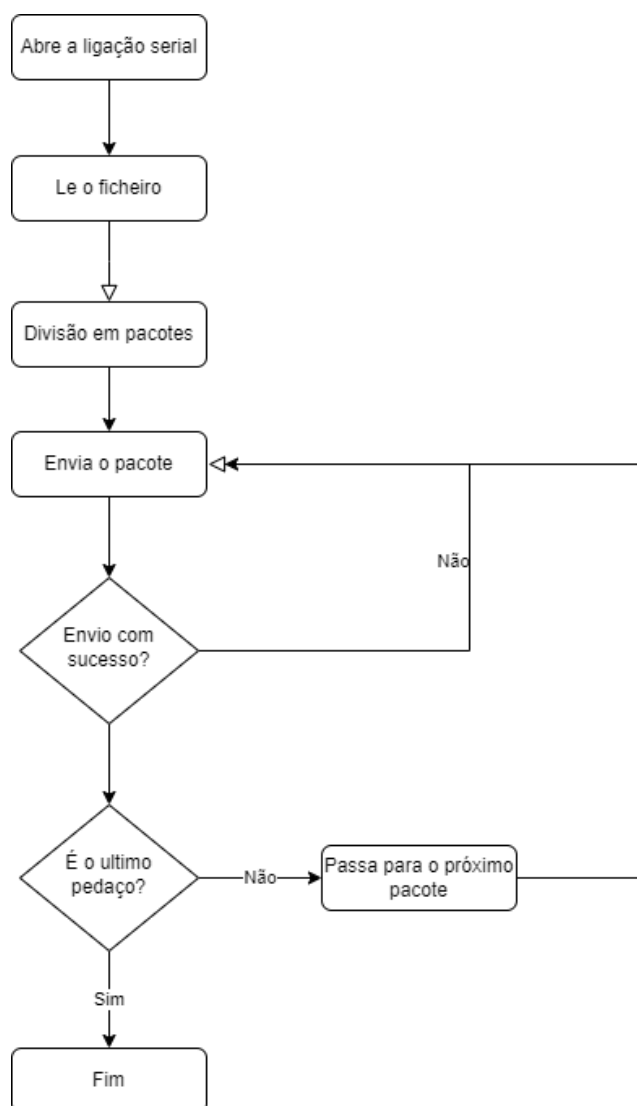 Abre a ligação serial
Le o ficheiro
Divisão em pacotes
Envia o pacote
Não
Envio com
sucesso?
É o ultimo
pedaço?
Não
Passa para o próximo
pacote
Sim
Fim